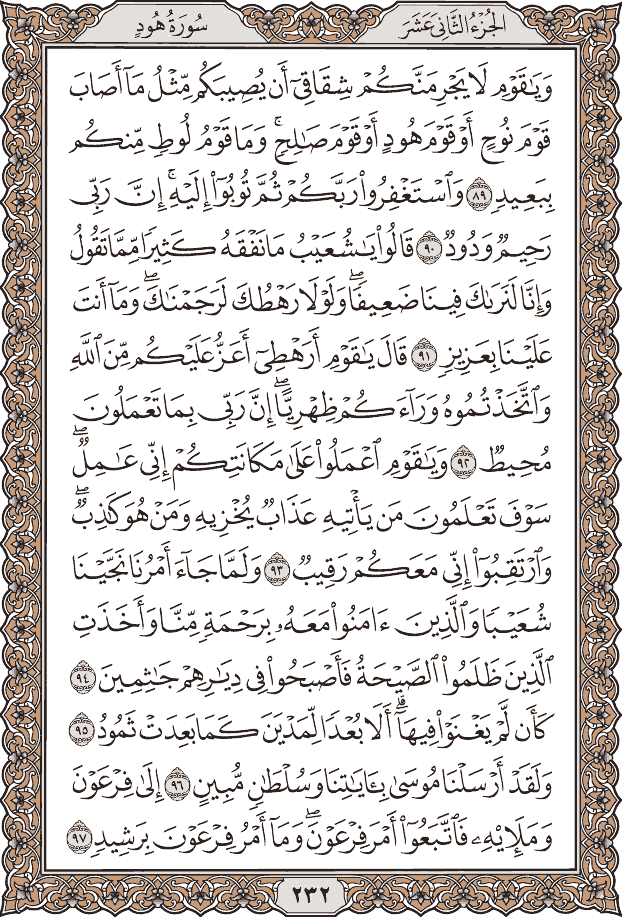 الجُزْءُ الثَّانِي عَشَرَ
سُورَةُ هُودٍ
وَيَٰقَوْمِ لَا يَجْرِمَنَّكُمْ شِقَاقِىٓ أَن يُصِيبَكُم مِّثْلُ مَآ أَصَابَ
قَوْمَ نُوحٍ أَوْ قَوْمَ هُودٍ أَوْ قَوْمَ صَٰلِحٍۚ وَمَا قَوْمُ لُوطٍ مِّنكُم
بِبَعِيدٍ ٨٩ وَٱسْتَغْفِرُوا۟ رَبَّكُمْ ثُمَّ تُوبُوٓا۟ إِلَيْهِۚ إِنَّ رَبِّى
رَحِيمٌ وَدُودٌ ٩٠ قَالُوا۟ يَٰشُعَيْبُ مَا نَفْقَهُ كَثِيرًا مِّمَّا تَقُولُ
وَإِنَّا لَنَرَىٰكَ فِينَا ضَعِيفًاۖ وَلَوْلَا رَهْطُكَ لَرَجَمْنَٰكَۖ وَمَآ أَنتَ
عَلَيْنَا بِعَزِيزٍ ٩١ قَالَ يَٰقَوْمِ أَرَهْطِىٓ أَعَزُّ عَلَيْكُم مِّنَ ٱللَّهِ
وَٱتَّخَذْتُمُوهُ وَرَآءَكُمْ ظِهْرِيًّاۖ إِنَّ رَبِّى بِمَا تَعْمَلُونَ
مُحِيطٌ ٩٢ وَيَٰقَوْمِ ٱعْمَلُوا۟ عَلَىٰ مَكَانَتِكُمْ إِنِّى عَٰمِلٌۖ
سَوْفَ تَعْلَمُونَ مَن يَأْتِيهِ عَذَابٌ يُخْزِيهِ وَمَنْ هُوَ كَٰذِبٌۖ
وَٱرْتَقِبُوٓا۟ إِنِّى مَعَكُمْ رَقِيبٌ ٩٣ وَلَمَّا جَآءَ أَمْرُنَا نَجَّيْنَا
شُعَيْبًا وَٱلَّذِينَ ءَامَنُوا۟ مَعَهُۥ بِرَحْمَةٍ مِّنَّا وَأَخَذَتِ
ٱلَّذِينَ ظَلَمُوا۟ ٱلصَّيْحَةُ فَأَصْبَحُوا۟ فِى دِيَٰرِهِمْ جَٰثِمِينَ ٩٤
كَأَن لَّمْ يَغْنَوْا۟ فِيهَآۗ أَلَا بُعْدًا لِّمَدْيَنَ كَمَا بَعِدَتْ ثَمُودُ ٩٥
وَلَقَدْ أَرْسَلْنَا مُوسَىٰ بِـَٔايَٰتِنَا وَسُلْطَٰنٍ مُّبِينٍ ٩٦ إِلَىٰ فِرْعَوْنَ
وَمَلَإِي۟هِۦ فَٱتَّبَعُوٓا۟ أَمْرَ فِرْعَوْنَۖ وَمَآ أَمْرُ فِرْعَوْنَ بِرَشِيدٍ ٩٧
٢٣٢